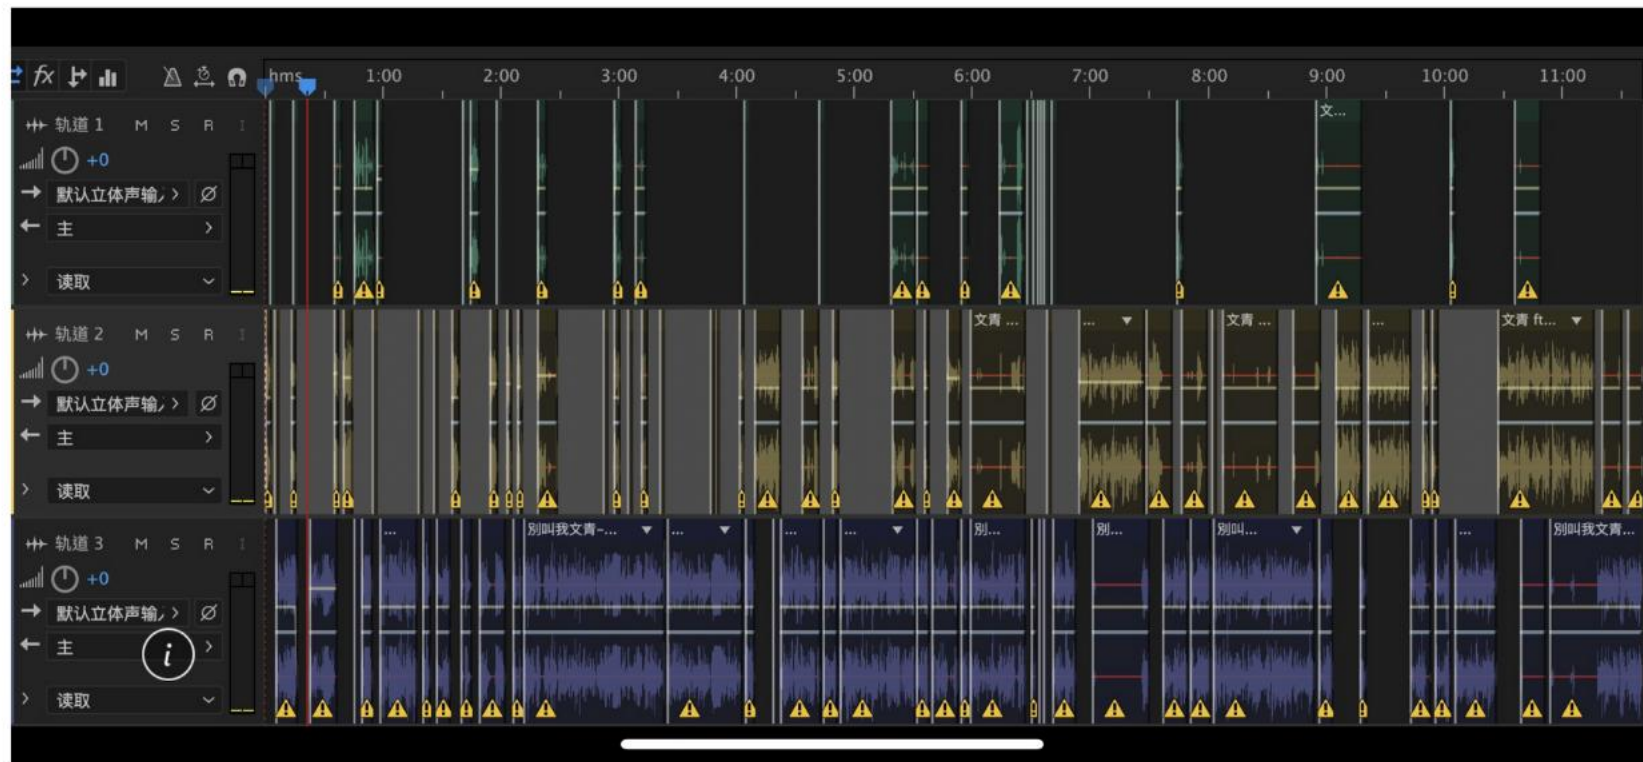 fx hms 1:00 2:00 3:00 4:00 5:00 6:00 7:00 8:00 9:00 10:00 11:00
轨道 1 M S R I
文...
+0
默认立体声输
主
读取
轨道 2 M S R I
文青 ... ... 文青 ... ... 文青 ft...
+0
默认立体声输
主
读取
轨道 3 M S R I
... 别叫我文青-... ... ... ... 别... 别... 别叫... ... 别叫我文青...
+0
默认立体声输
主
i
读取